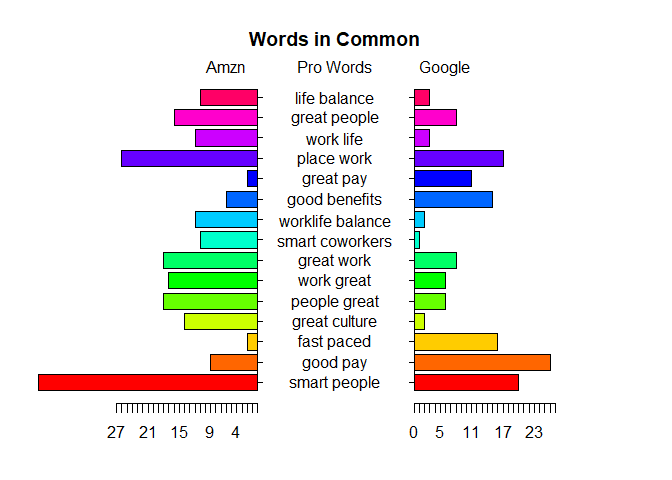 Words in Common
Amzn Pro Words Google
life balance
great people
work life
place work
great pay
good benefits
worklife balance
smart coworkers
great work
work great
people great
great culture
fast paced
good pay
smart people
27 21 15 9 4 0 5 11 17 23